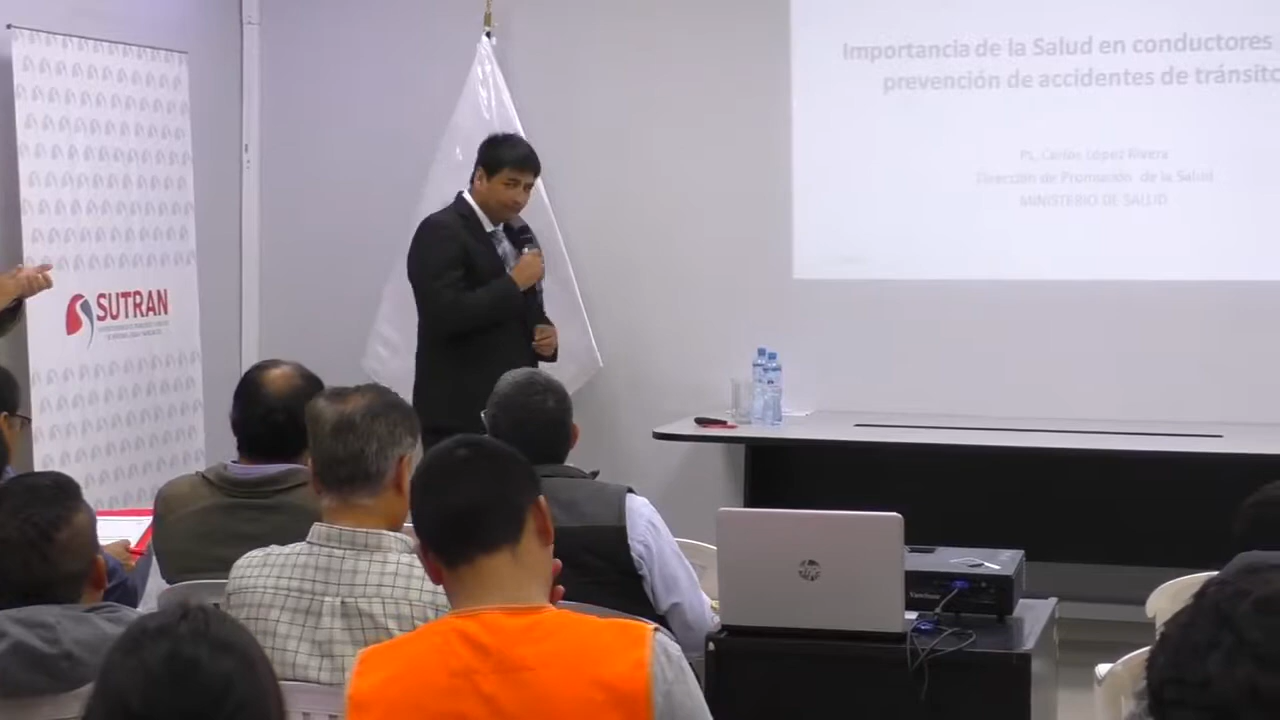 Importancia de la Salud en conductores
prevención de accidentes de tránsito
Ps. Carlos López Rivera
Dirección de Promoción de la Salud
MINISTERIO DE SALUD
SUTRAN
hp
ViewSonic